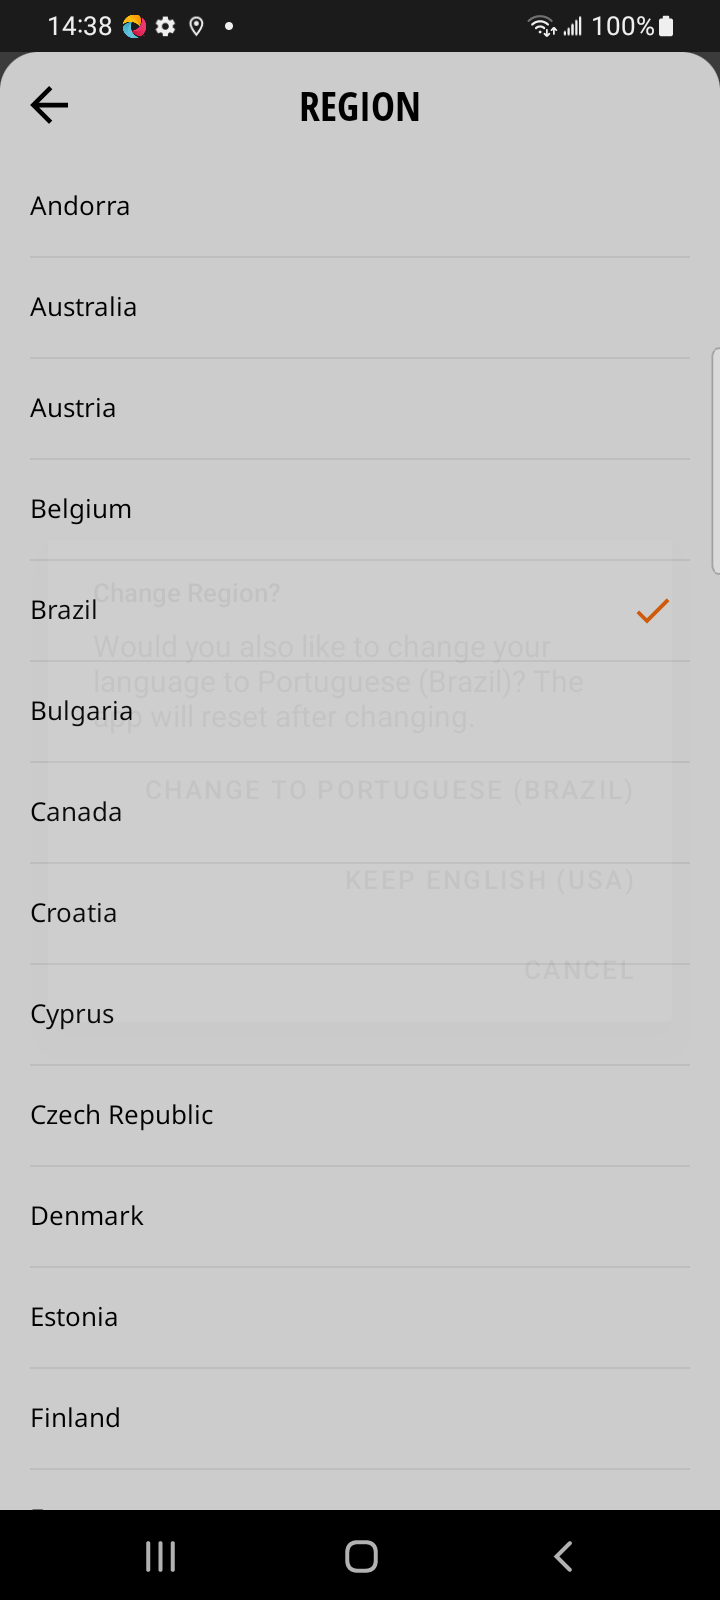 14:38
100%
REGION
Andorra
Australia
Austria
Belgium
Brazil
Change Region?
Would you also like to change your
language to Portuguese (Brazil)? The
app will reset after changing.
Bulgaria
CHANGE TO PORTUGUESE (BRAZIL)
Canada
KEEP ENGLISH (USA)
Croatia
CANCEL
Cyprus
Czech Republic
Denmark
Estonia
Finland